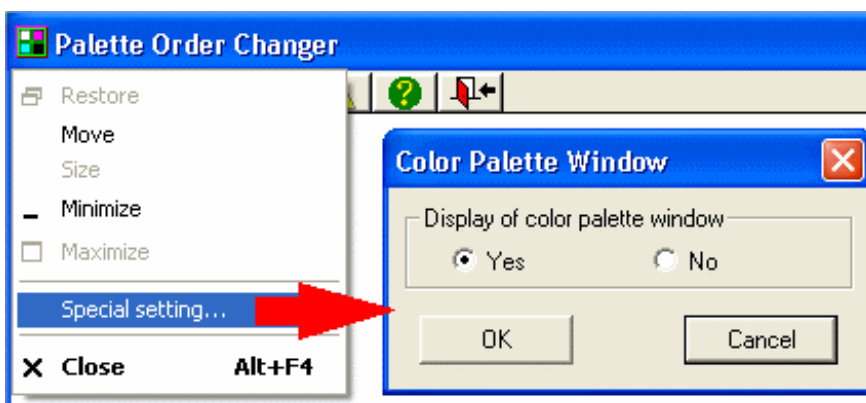 Palette Order Changer
Restore
Move
Size
Minimize
Maximize
Special setting...
Close Alt+F4
?
Color Palette Window
Display of color palette window
Yes No
OK Cancel